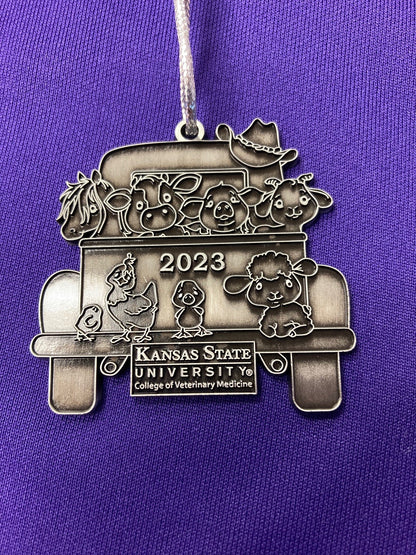 2023
KANSAS STATE
UNIVERSITY®
College of Veterinary Medicine